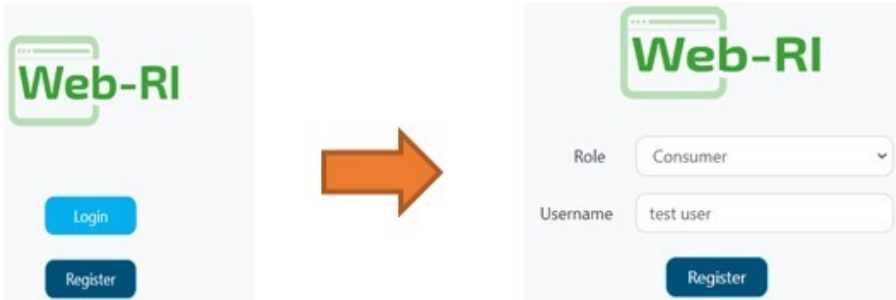 Web-RI
Login
Register
Web-RI
Role Consumer
Username test user
Register